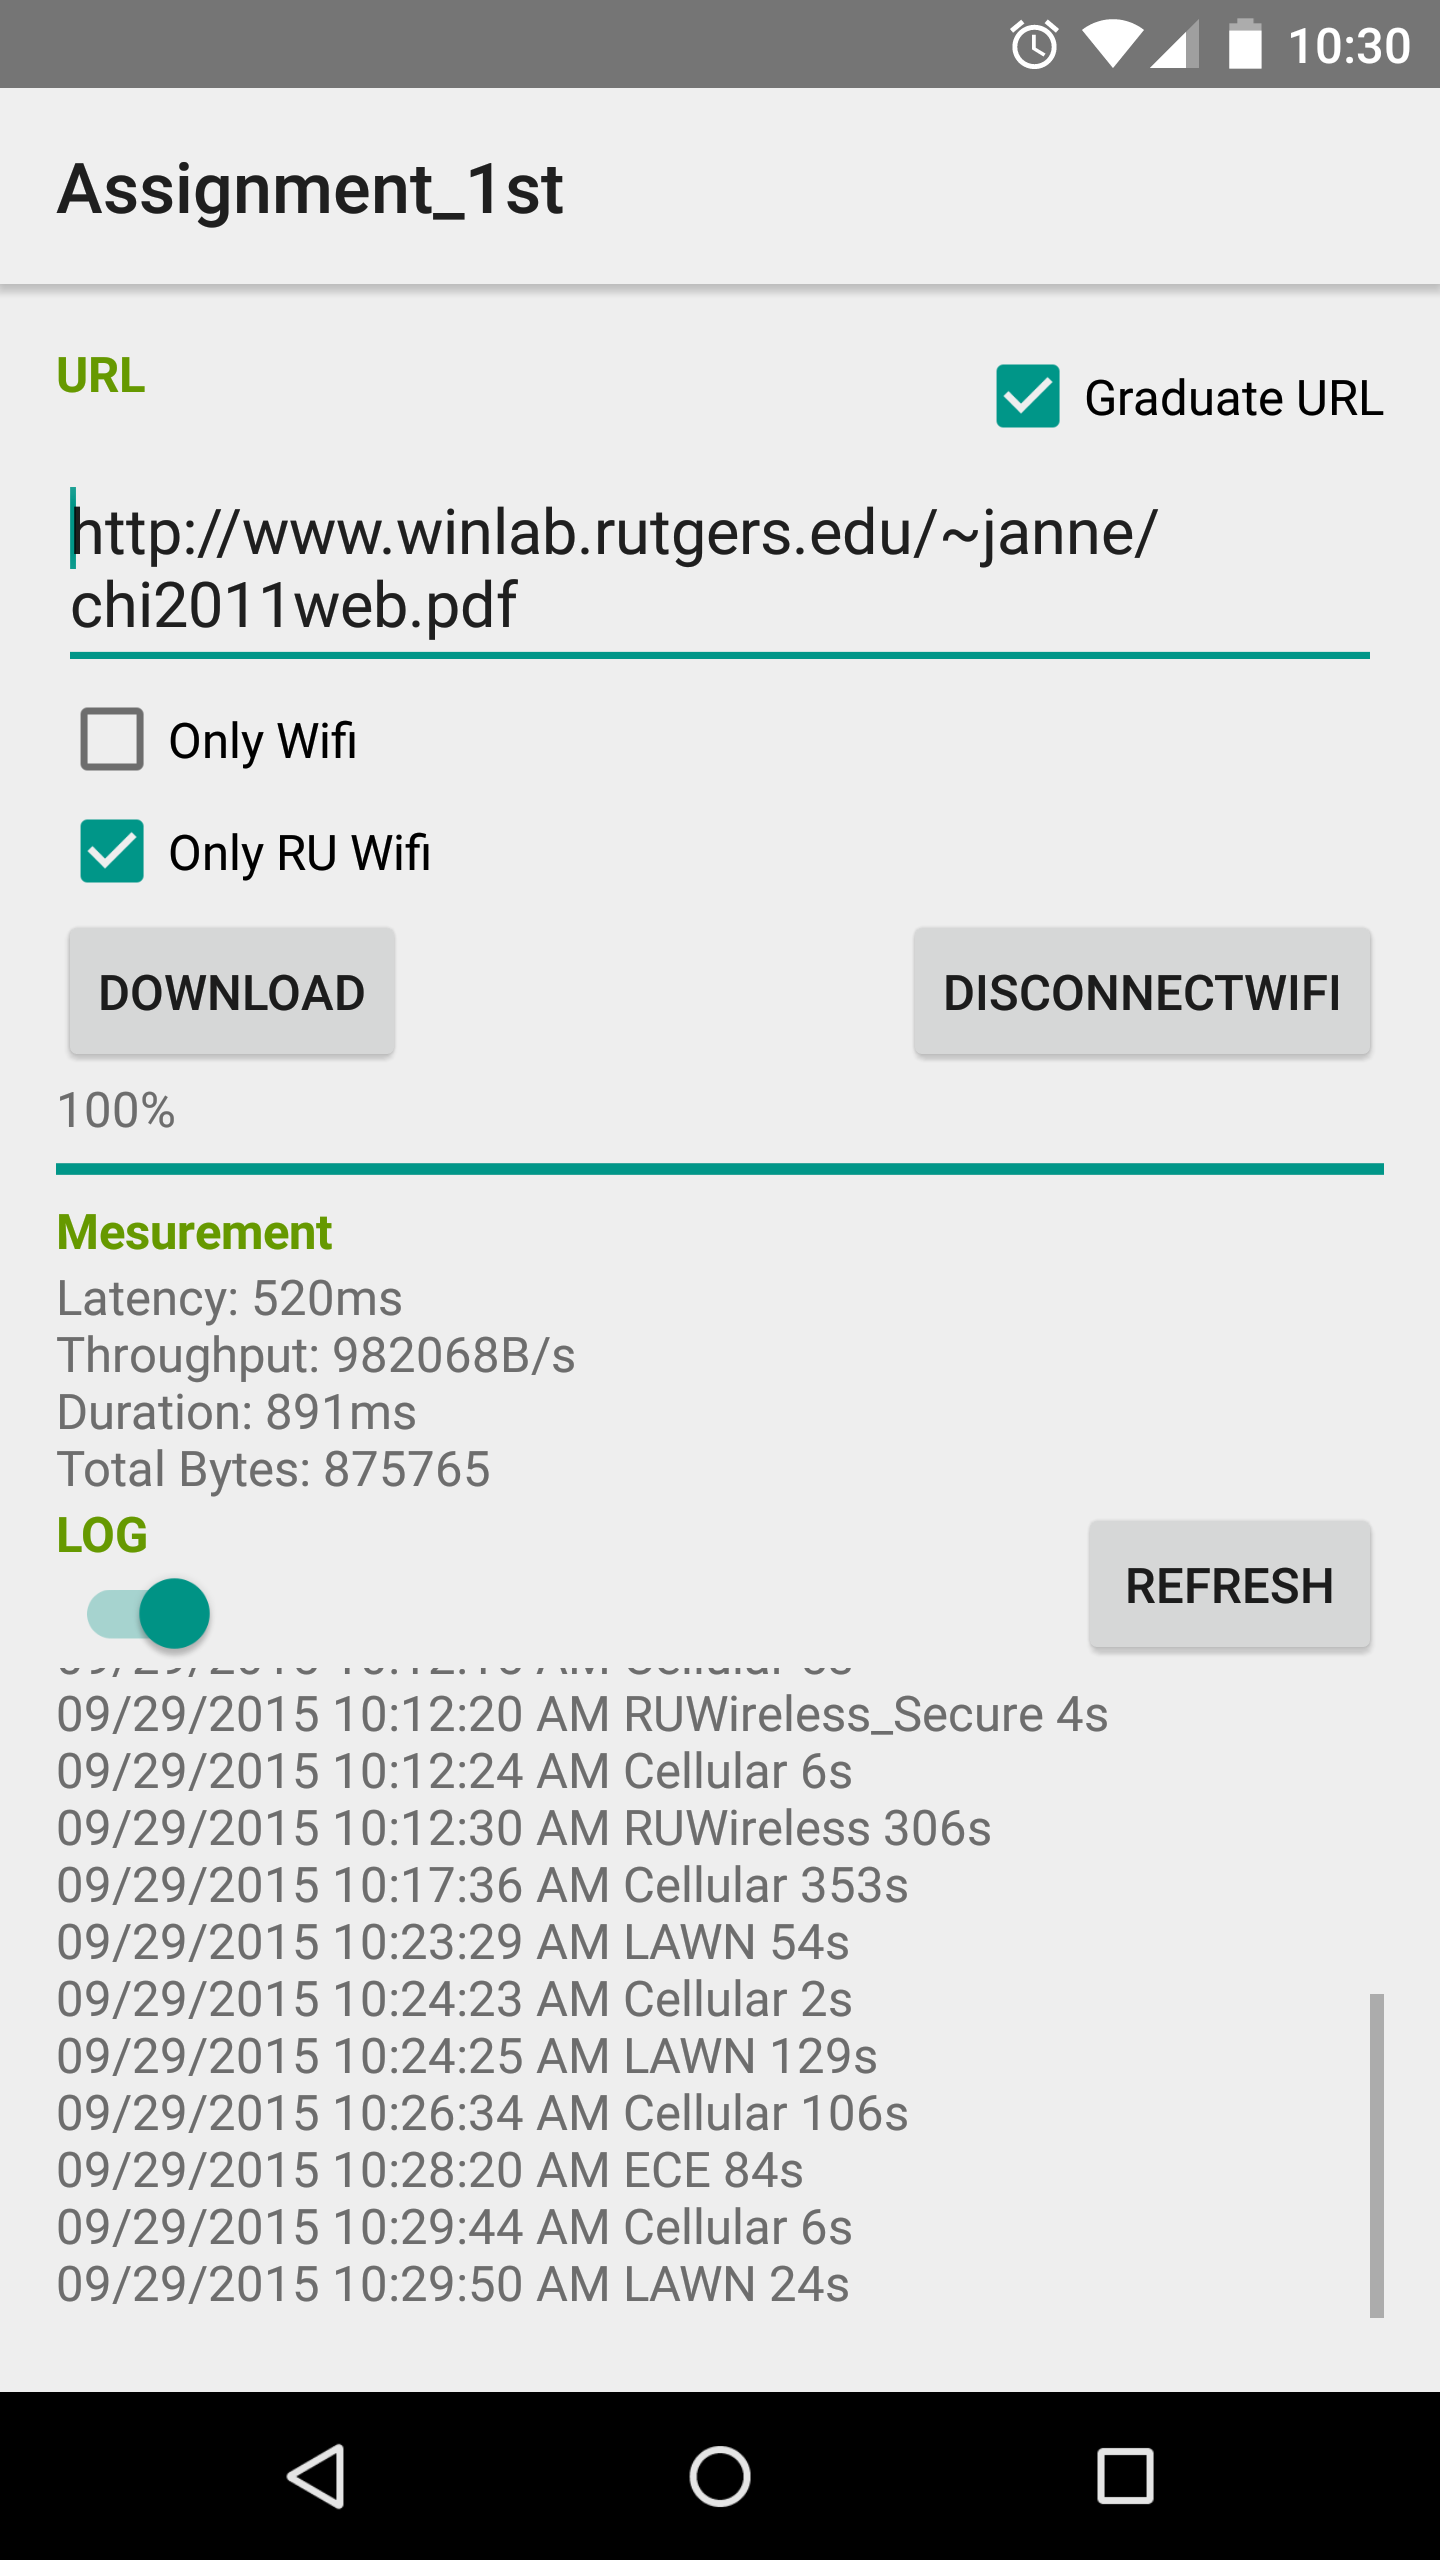 10:30
Assignment_1st
URL
Graduate URL
http://www.winlab.rutgers.edu/~janne/
chi2011web.pdf
Only Wifi
Only RU Wifi
DOWNLOAD
DISCONNECTWIFI
100%
Mesurement
Latency: 520ms
Throughput: 982068B/s
Duration: 891ms
Total Bytes: 875765
LOG
REFRESH
09/29/2015 10:12:20 AM RUWireless_Secure 4s
09/29/2015 10:12:24 AM Cellular 6s
09/29/2015 10:12:30 AM RUWireless 306s
09/29/2015 10:17:36 AM Cellular 353s
09/29/2015 10:23:29 AM LAWN 54s
09/29/2015 10:24:23 AM Cellular 2s
09/29/2015 10:24:25 AM LAWN 129s
09/29/2015 10:26:34 AM Cellular 106s
09/29/2015 10:28:20 AM ECE 84s
09/29/2015 10:29:44 AM Cellular 6s
09/29/2015 10:29:50 AM LAWN 24s